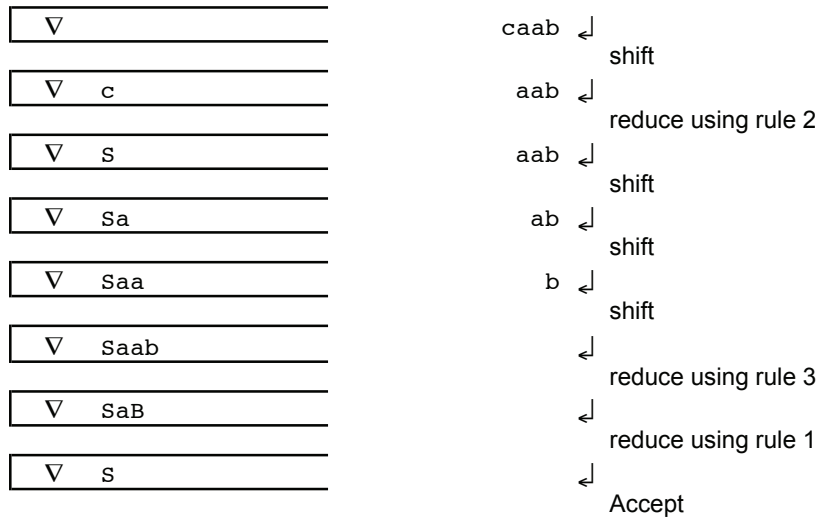 ∇ caab ↵
shift
∇ c aab ↵
reduce using rule 2
∇ S aab ↵
shift
∇ Sa ab ↵
shift
∇ Saa b ↵
shift
∇ Saab ↵
reduce using rule 3
∇ SaB ↵
reduce using rule 1
∇ S ↵
Accept